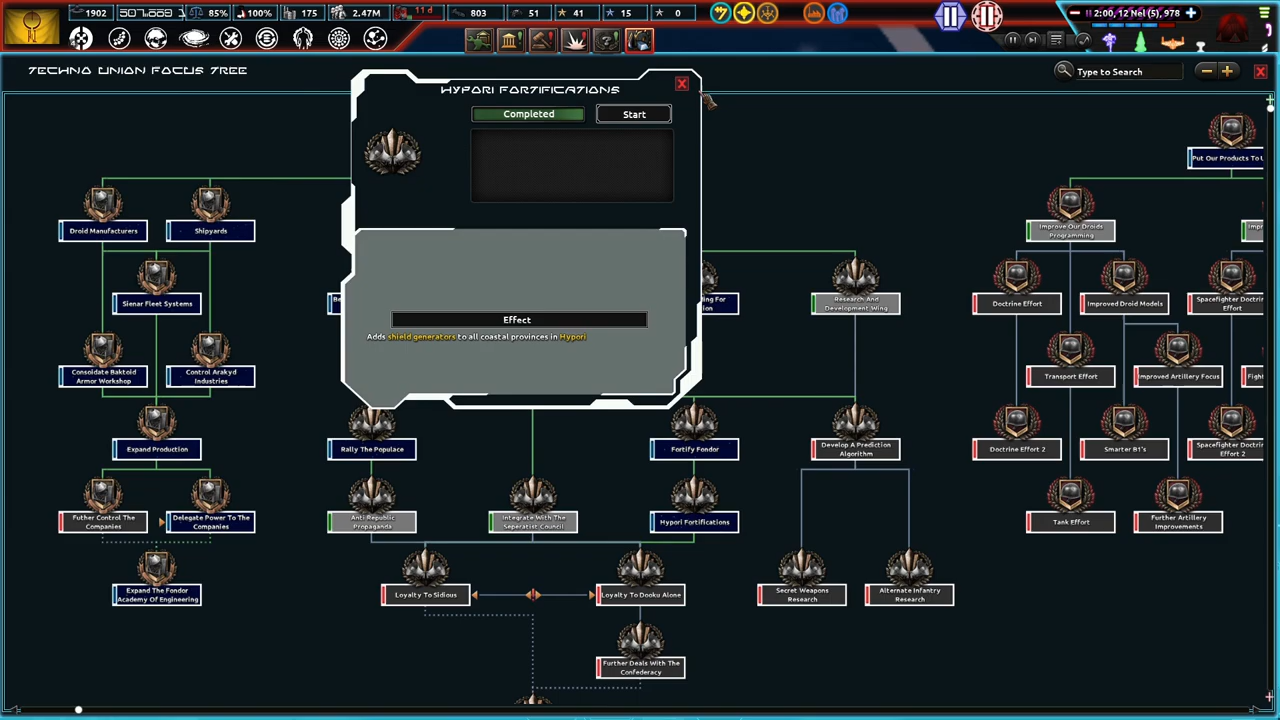 1902
85%
100%
175
2.47M
11 d
803
51
41
15
0
2:00, 12 Nel (5), 978
TECHNO UNION FOCUS TREE
Type to Search
HYPORI FORTIFICATIONS
Completed
Start
Effect
Adds shield generators to all coastal provinces in Hypori
Put Our Products To U
Droid Manufacturers
Shipyards
Improve Our Droids
Programming
Sienar Fleet Systems
Research And
Development Wing
Doctrine Effort
Improved Droid Models
Spacefighter Doctrin
Effort
Consolidate Baktoid
Armor Workshop
Control Arakyd
Industries
Transport Effort
Improved Artillery Focus
Expand Production
Rally The Populace
Fortify Fondor
Develop A Prediction
Algorithm
Doctrine Effort 2
Smarter B1's
Spacefighter Doctrin
Effort 2
Futher Control The
Companies
Delegate Power To The
Companies
Anti Republic
Propaganda
Integrate With The
Seperatist Council
Hypori Fortifications
Tank Effort
Further Artillery
Improvements
Expand The Fondor
Academy Of Engineering
Loyalty To Sidious
Loyalty To Dooku Alone
Secret Weapons
Research
Alternate Infantry
Research
Further Deals With The
Confederacy